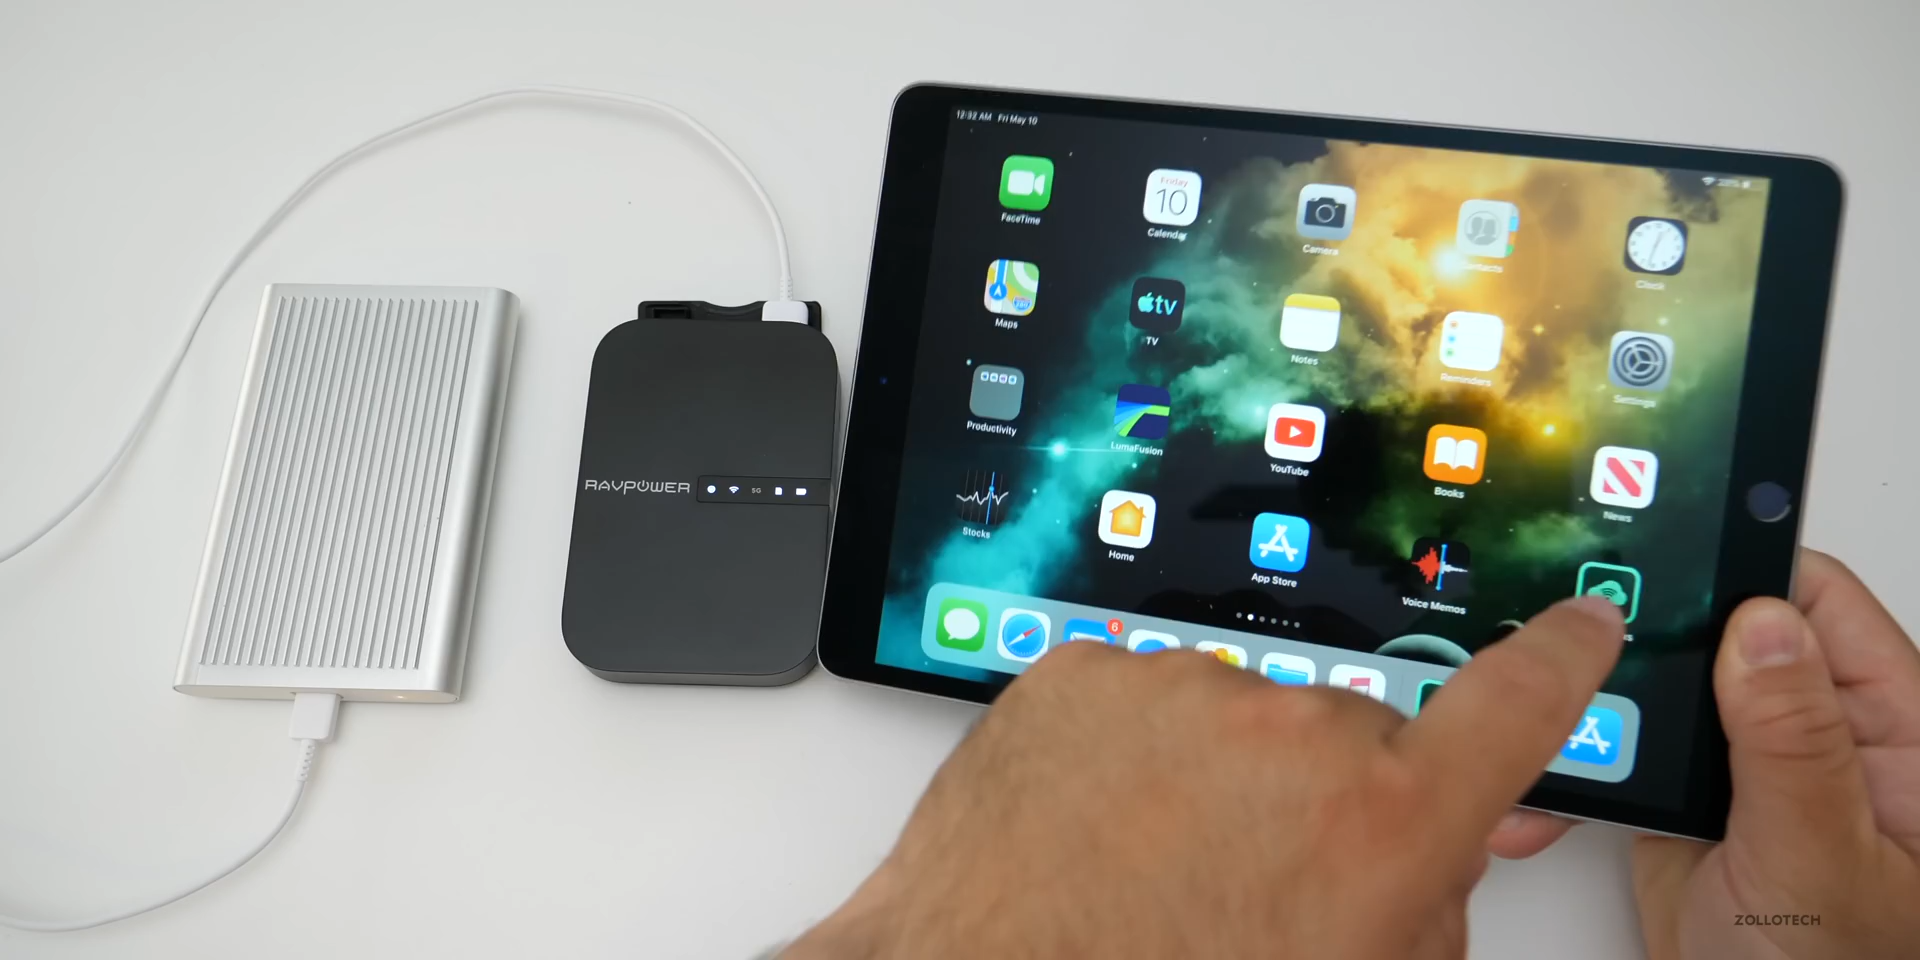 12:32 AM Fri May 10
FaceTime
Friday
10
Calendar
Camera
Clock
Maps
tv
TV
Notes
Reminders
Settings
Productivity
LumaFusion
YouTube
Books
News
Stocks
Home
App Store
Voice Memos
6
RAVPOWER
5G
ZOLLOTECH